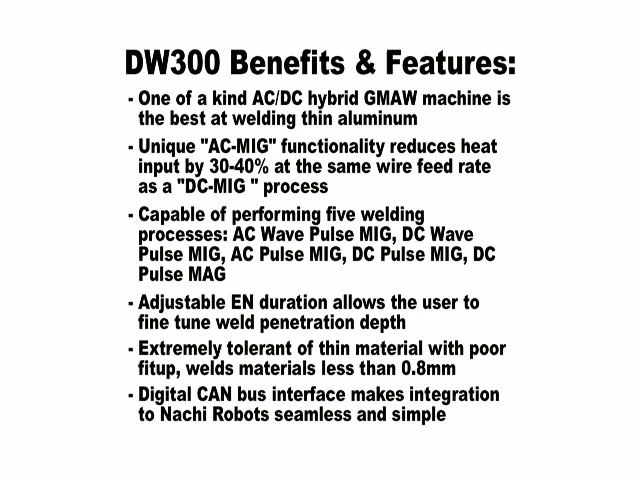 DW300 Benefits & Features:
- One of a kind AC/DC hybrid GMAW machine is
the best at welding thin aluminum
- Unique "AC-MIG" functionality reduces heat
input by 30-40% at the same wire feed rate
as a "DC-MIG " process
- Capable of performing five welding
processes: AC Wave Pulse MIG, DC Wave
Pulse MIG, AC Pulse MIG, DC Pulse MIG, DC
Pulse MAG
- Adjustable EN duration allows the user to
fine tune weld penetration depth
- Extremely tolerant of thin material with poor
fitup, welds materials less than 0.8mm
- Digital CAN bus interface makes integration
to Nachi Robots seamless and simple